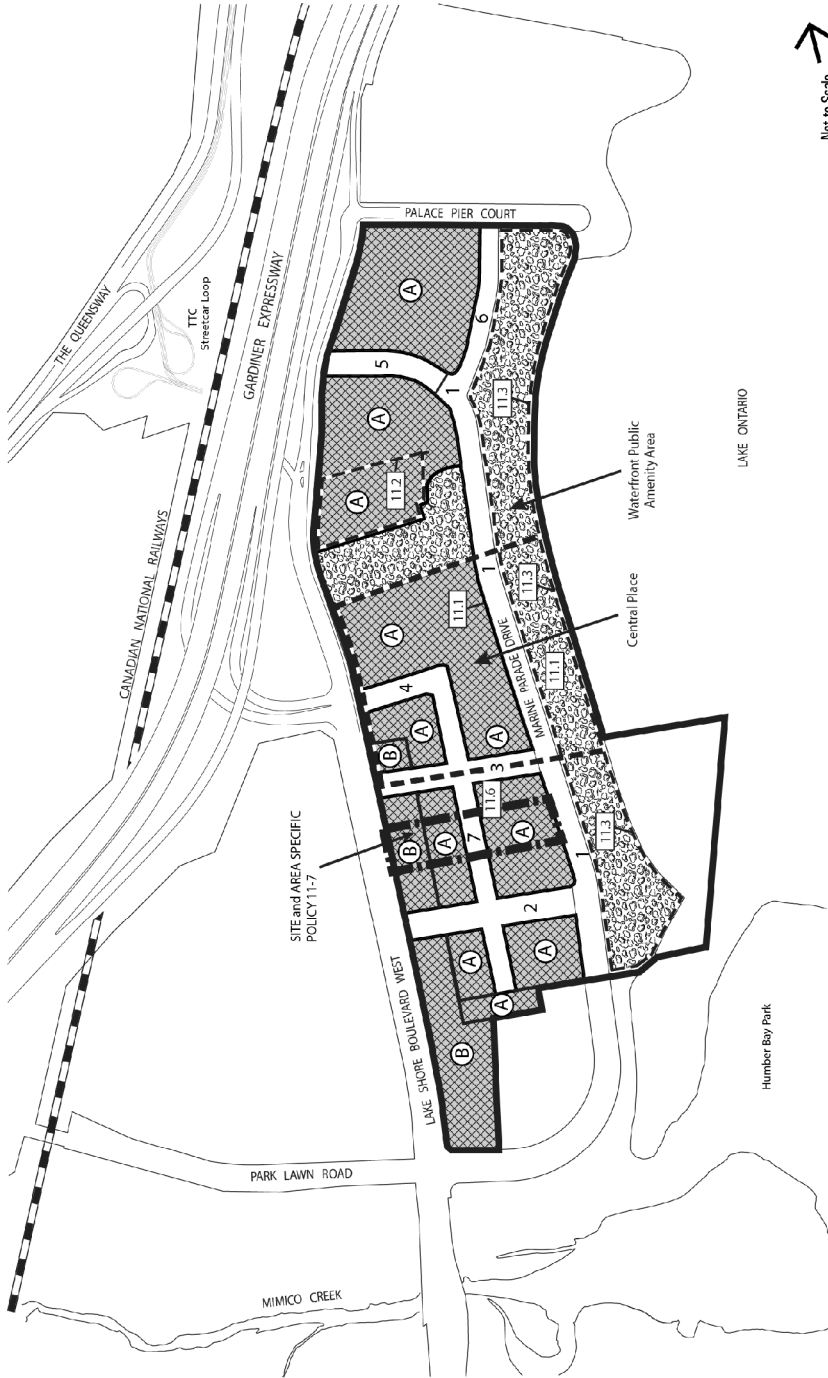 THE QUEENSWAY
TTC
Streetcar Loop
CANADIAN NATIONAL RAILWAYS
GARDINER EXPRESSWAY
PALACE PIER COURT
A
6
5
1
A
A
11.2
11.3
Waterfront Public
Amenity Area
LAKE ONTARIO
1
11.1
11.3
A
Central Place
MARINE PARADE DRIVE
11.1
4
B
A
A
3
11.6
SITE and AREA SPECIFIC
POLICY 11-7
B
A
7
A
1
11.3
2
A
A
A
B
LAKE SHORE BOULEVARD WEST
Humber Bay Park
PARK LAWN ROAD
MIMICO CREEK
Not to Scale